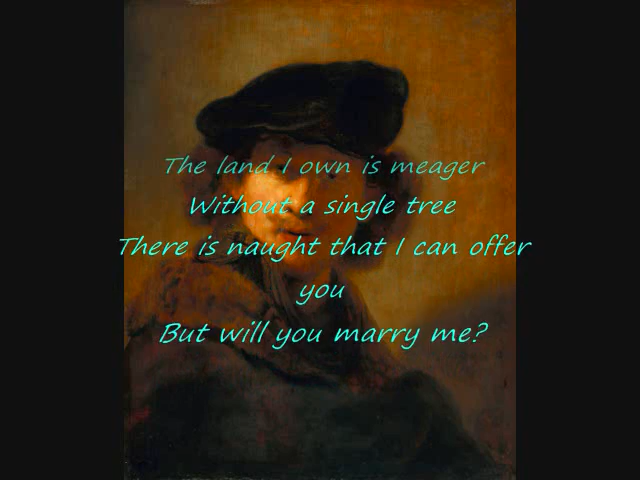 The land I own is meager
Without a single tree
There is naught that I can offer
you
But will you marry me?